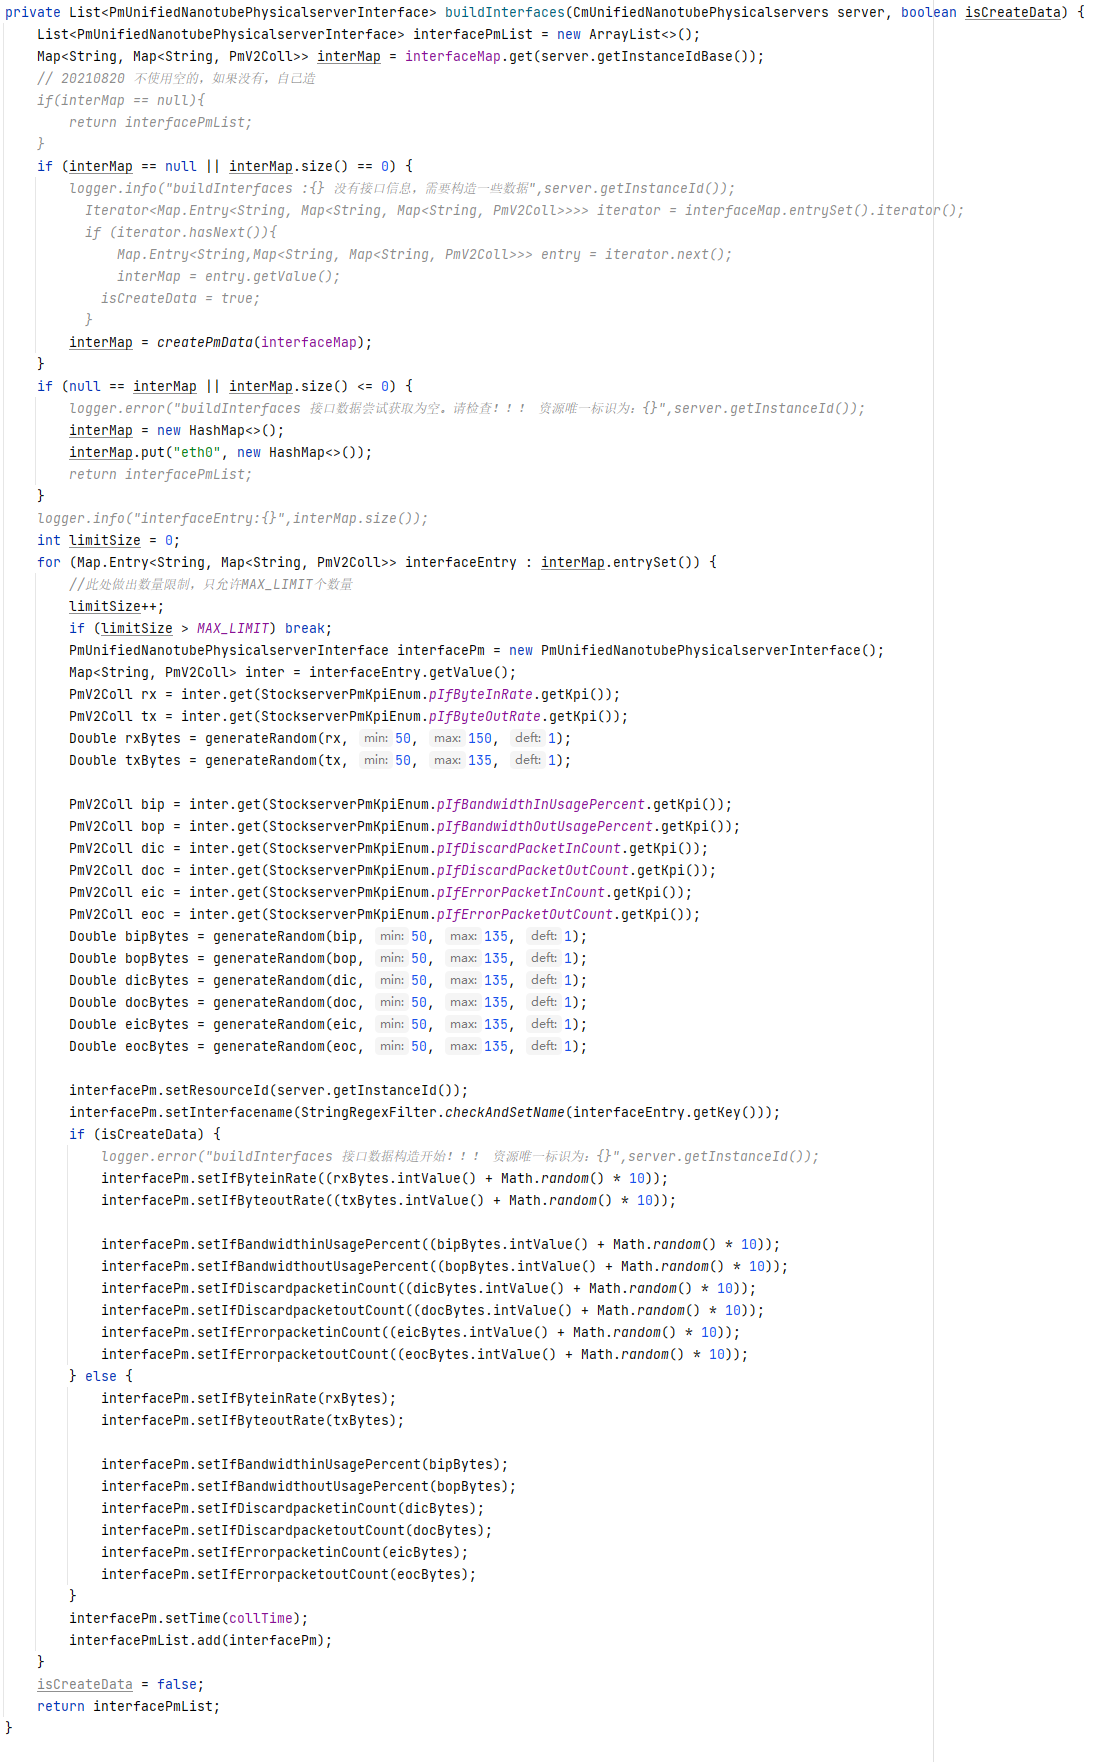 private List<PmUnifiedNanotubePhysicalserverInterface> buildInterfaces(CmUnifiedNanotubePhysicalservers server, boolean isCreateData) {
    List<PmUnifiedNanotubePhysicalserverInterface> interfacePmList = new ArrayList<>();
    Map<String, Map<String, PmV2Coll>> interMap = interfaceMap.get(server.getInstanceIdBase());
    // 20210820 不使用空的，如果没有，自己造
    if(interMap == null){
        return interfacePmList;
    }
    if (interMap == null || interMap.size() == 0) {
        logger.info("buildInterfaces :{} 没有接口信息，需要构造一些数据",server.getInstanceId());
          Iterator<Map.Entry<String, Map<String, Map<String, PmV2Coll>>>> iterator = interfaceMap.entrySet().iterator();
          if (iterator.hasNext()){
              Map.Entry<String,Map<String, Map<String, PmV2Coll>>> entry = iterator.next();
              interMap = entry.getValue();
            isCreateData = true;
          }
        interMap = createPmData(interfaceMap);
    }
    if (null == interMap || interMap.size() <= 0) {
        logger.error("buildInterfaces 接口数据尝试获取为空。请检查！！！ 资源唯一标识为：{}",server.getInstanceId());
        interMap = new HashMap<>();
        interMap.put("eth0", new HashMap<>());
        return interfacePmList;
    }
    logger.info("interfaceEntry:{}",interMap.size());
    int limitSize = 0;
    for (Map.Entry<String, Map<String, PmV2Coll>> interfaceEntry : interMap.entrySet()) {
        //此处做出数量限制，只允许MAX_LIMIT个数量
        limitSize++;
        if (limitSize > MAX_LIMIT) break;
        PmUnifiedNanotubePhysicalserverInterface interfacePm = new PmUnifiedNanotubePhysicalserverInterface();
        Map<String, PmV2Coll> inter = interfaceEntry.getValue();
        PmV2Coll rx = inter.get(StockserverPmKpiEnum.pIfByteInRate.getKpi());
        PmV2Coll tx = inter.get(StockserverPmKpiEnum.pIfByteOutRate.getKpi());
        Double rxBytes = generateRandom(rx, min: 50, max: 150, deft: 1);
        Double txBytes = generateRandom(tx, min: 50, max: 135, deft: 1);

        PmV2Coll bip = inter.get(StockserverPmKpiEnum.pIfBandwidthInUsagePercent.getKpi());
        PmV2Coll bop = inter.get(StockserverPmKpiEnum.pIfBandwidthOutUsagePercent.getKpi());
        PmV2Coll dic = inter.get(StockserverPmKpiEnum.pIfDiscardPacketInCount.getKpi());
        PmV2Coll doc = inter.get(StockserverPmKpiEnum.pIfDiscardPacketOutCount.getKpi());
        PmV2Coll eic = inter.get(StockserverPmKpiEnum.pIfErrorPacketInCount.getKpi());
        PmV2Coll eoc = inter.get(StockserverPmKpiEnum.pIfErrorPacketOutCount.getKpi());
        Double bipBytes = generateRandom(bip, min: 50, max: 135, deft: 1);
        Double bopBytes = generateRandom(bop, min: 50, max: 135, deft: 1);
        Double dicBytes = generateRandom(dic, min: 50, max: 135, deft: 1);
        Double docBytes = generateRandom(doc, min: 50, max: 135, deft: 1);
        Double eicBytes = generateRandom(eic, min: 50, max: 135, deft: 1);
        Double eocBytes = generateRandom(eoc, min: 50, max: 135, deft: 1);

        interfacePm.setResourceId(server.getInstanceId());
        interfacePm.setInterfacename(StringRegexFilter.checkAndSetName(interfaceEntry.getKey()));
        if (isCreateData) {
            logger.error("buildInterfaces 接口数据构造开始！！！ 资源唯一标识为：{}",server.getInstanceId());
            interfacePm.setIfByteinRate((rxBytes.intValue() + Math.random() * 10));
            interfacePm.setIfByteoutRate((txBytes.intValue() + Math.random() * 10));

            interfacePm.setIfBandwidthinUsagePercent((bipBytes.intValue() + Math.random() * 10));
            interfacePm.setIfBandwidthoutUsagePercent((bopBytes.intValue() + Math.random() * 10));
            interfacePm.setIfDiscardpacketinCount((dicBytes.intValue() + Math.random() * 10));
            interfacePm.setIfDiscardpacketoutCount((docBytes.intValue() + Math.random() * 10));
            interfacePm.setIfErrorpacketinCount((eicBytes.intValue() + Math.random() * 10));
            interfacePm.setIfErrorpacketoutCount((eocBytes.intValue() + Math.random() * 10));
        } else {
            interfacePm.setIfByteinRate(rxBytes);
            interfacePm.setIfByteoutRate(txBytes);

            interfacePm.setIfBandwidthinUsagePercent(bipBytes);
            interfacePm.setIfBandwidthoutUsagePercent(bopBytes);
            interfacePm.setIfDiscardpacketinCount(dicBytes);
            interfacePm.setIfDiscardpacketoutCount(docBytes);
            interfacePm.setIfErrorpacketinCount(eicBytes);
            interfacePm.setIfErrorpacketoutCount(eocBytes);
        }
        interfacePm.setTime(collTime);
        interfacePmList.add(interfacePm);
    }
    isCreateData = false;
    return interfacePmList;
}